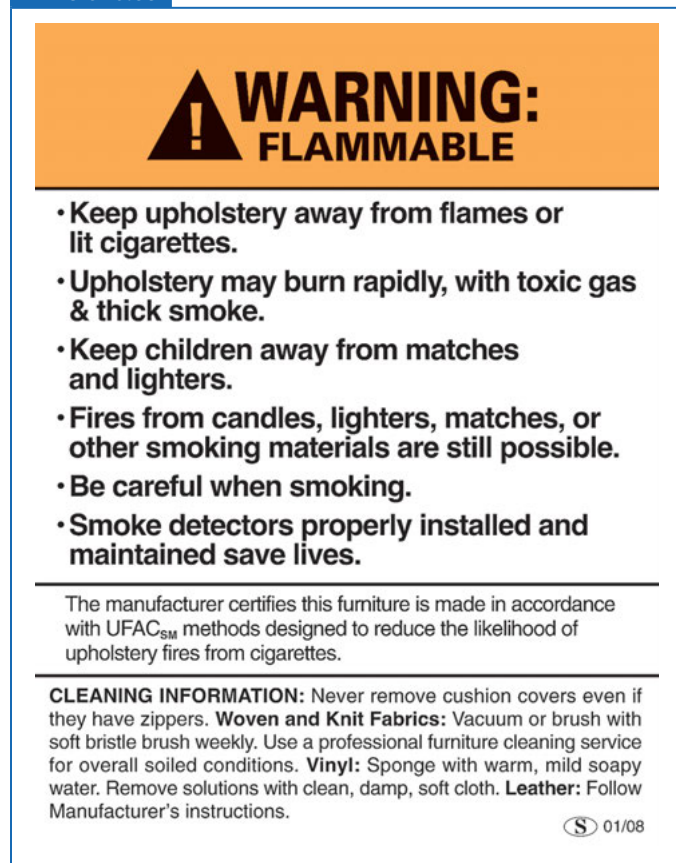 WARNING:
FLAMMABLE
• Keep upholstery away from flames or
lit cigarettes.
• Upholstery may burn rapidly, with toxic gas
& thick smoke.
• Keep children away from matches
and lighters.
• Fires from candles, lighters, matches, or
other smoking materials are still possible.
• Be careful when smoking.
• Smoke detectors properly installed and
maintained save lives.
The manufacturer certifies this furniture is made in accordance
with UFAC℠ methods designed to reduce the likelihood of
upholstery fires from cigarettes.
CLEANING INFORMATION: Never remove cushion covers even if
they have zippers. Woven and Knit Fabrics: Vacuum or brush with
soft bristle brush weekly. Use a professional furniture cleaning service
for overall soiled conditions. Vinyl: Sponge with warm, mild soapy
water. Remove solutions with clean, damp, soft cloth. Leather: Follow
Manufacturer's instructions.
S 01/08